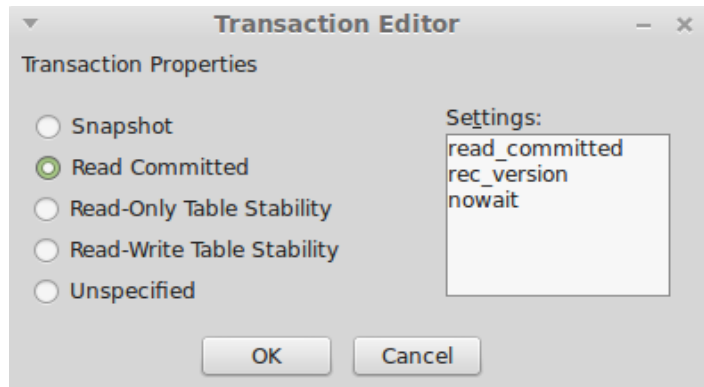 Transaction Editor
Transaction Properties
Snapshot
Read Committed
Read-Only Table Stability
Read-Write Table Stability
Unspecified
Settings:
read_committed
rec_version
nowait
OK
Cancel